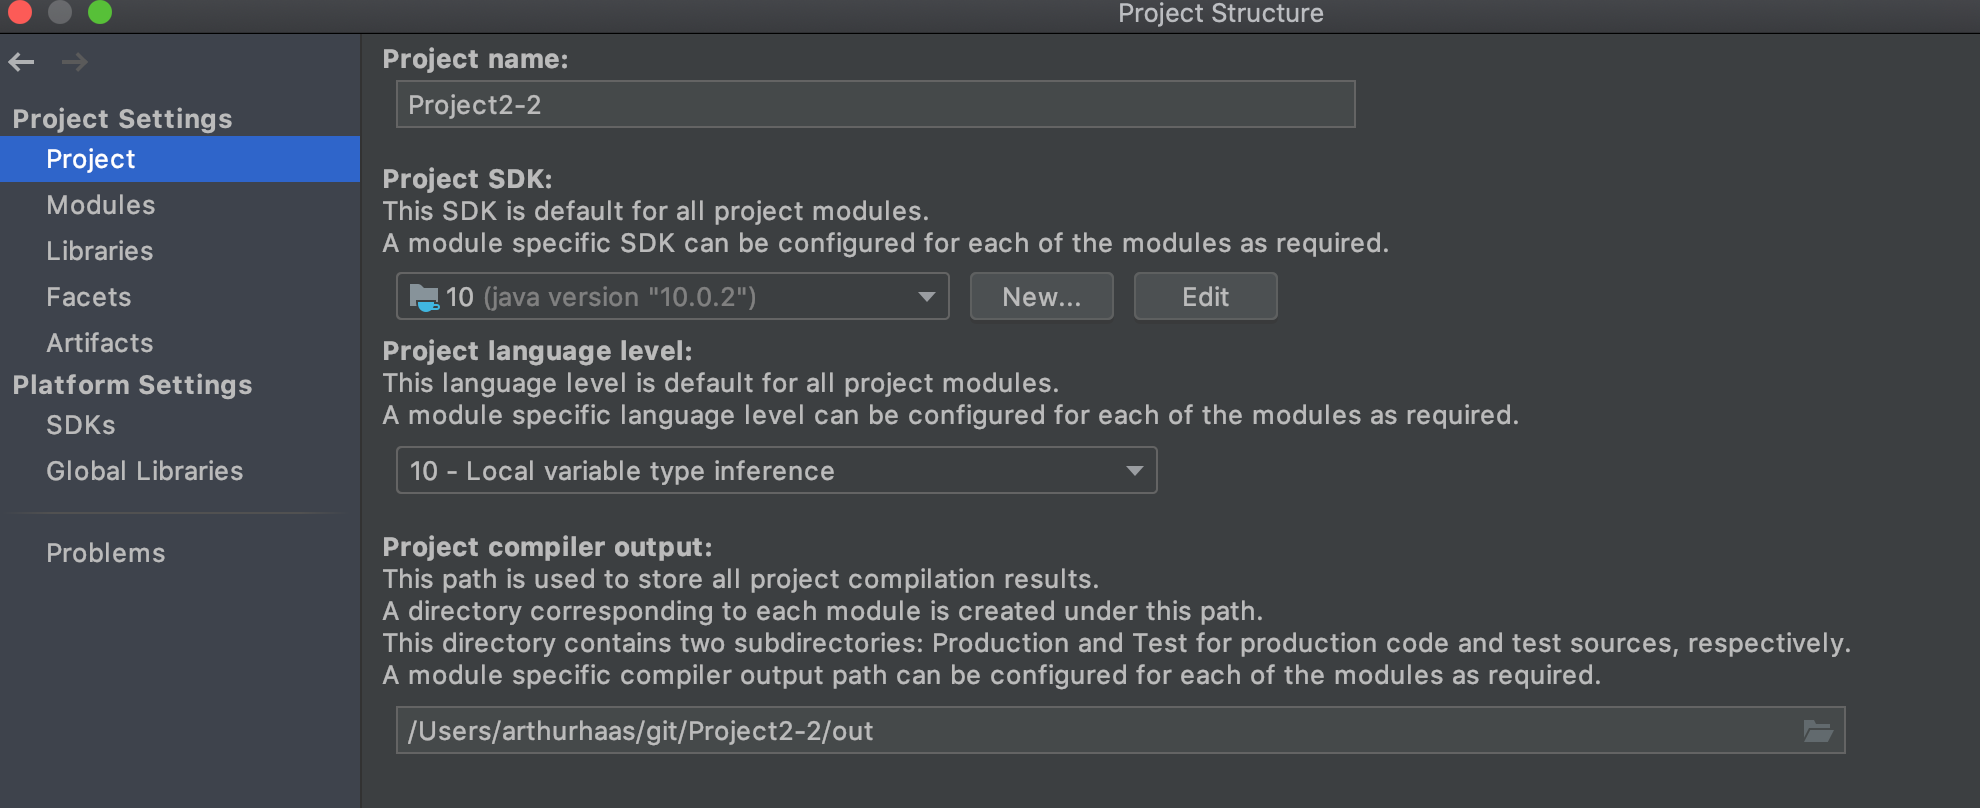 Project Structure
Project Settings
Project
Modules
Libraries
Facets
Artifacts
Platform Settings
SDKs
Global Libraries
Problems
Project name:
Project2-2
Project SDK:
This SDK is default for all project modules.
A module specific SDK can be configured for each of the modules as required.
10 (java version "10.0.2") New... Edit
Project language level:
This language level is default for all project modules.
A module specific language level can be configured for each of the modules as required.
10 - Local variable type inference
Project compiler output:
This path is used to store all project compilation results.
A directory corresponding to each module is created under this path.
This directory contains two subdirectories: Production and Test for production code and test sources, respectively.
A module specific compiler output path can be configured for each of the modules as required.
/Users/arthurhaas/git/Project2-2/out